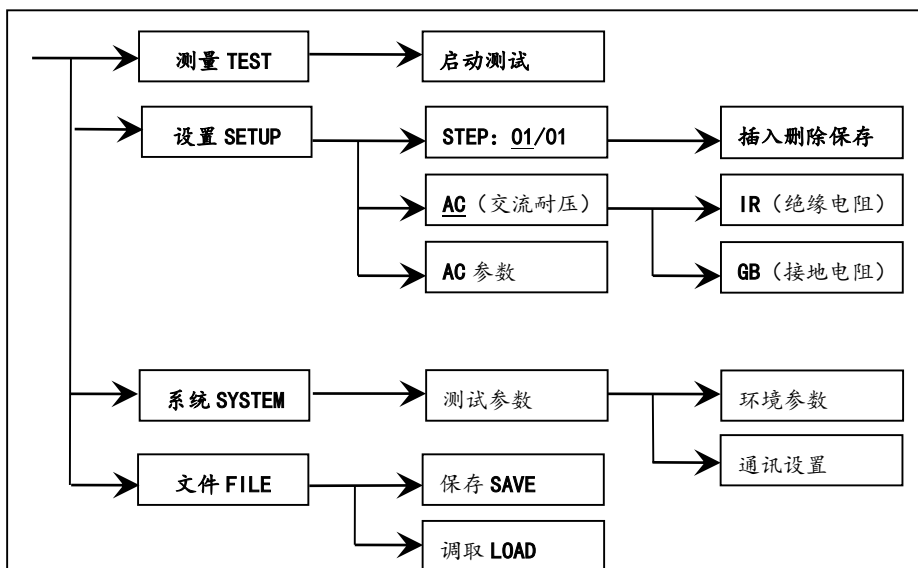 测量 TEST
启动测试
设置 SETUP
STEP: 01/01
插入删除保存
AC（交流耐压）
IR（绝缘电阻）
AC 参数
GB（接地电阻）
系统 SYSTEM
测试参数
环境参数
通讯设置
文件 FILE
保存 SAVE
调取 LOAD